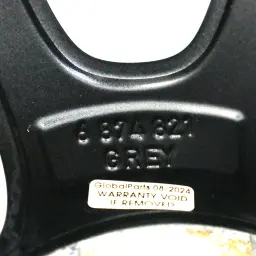 6 874 821
GREY
GlobalParts 08-2024
WARRANTY VOID
IF REMOVED